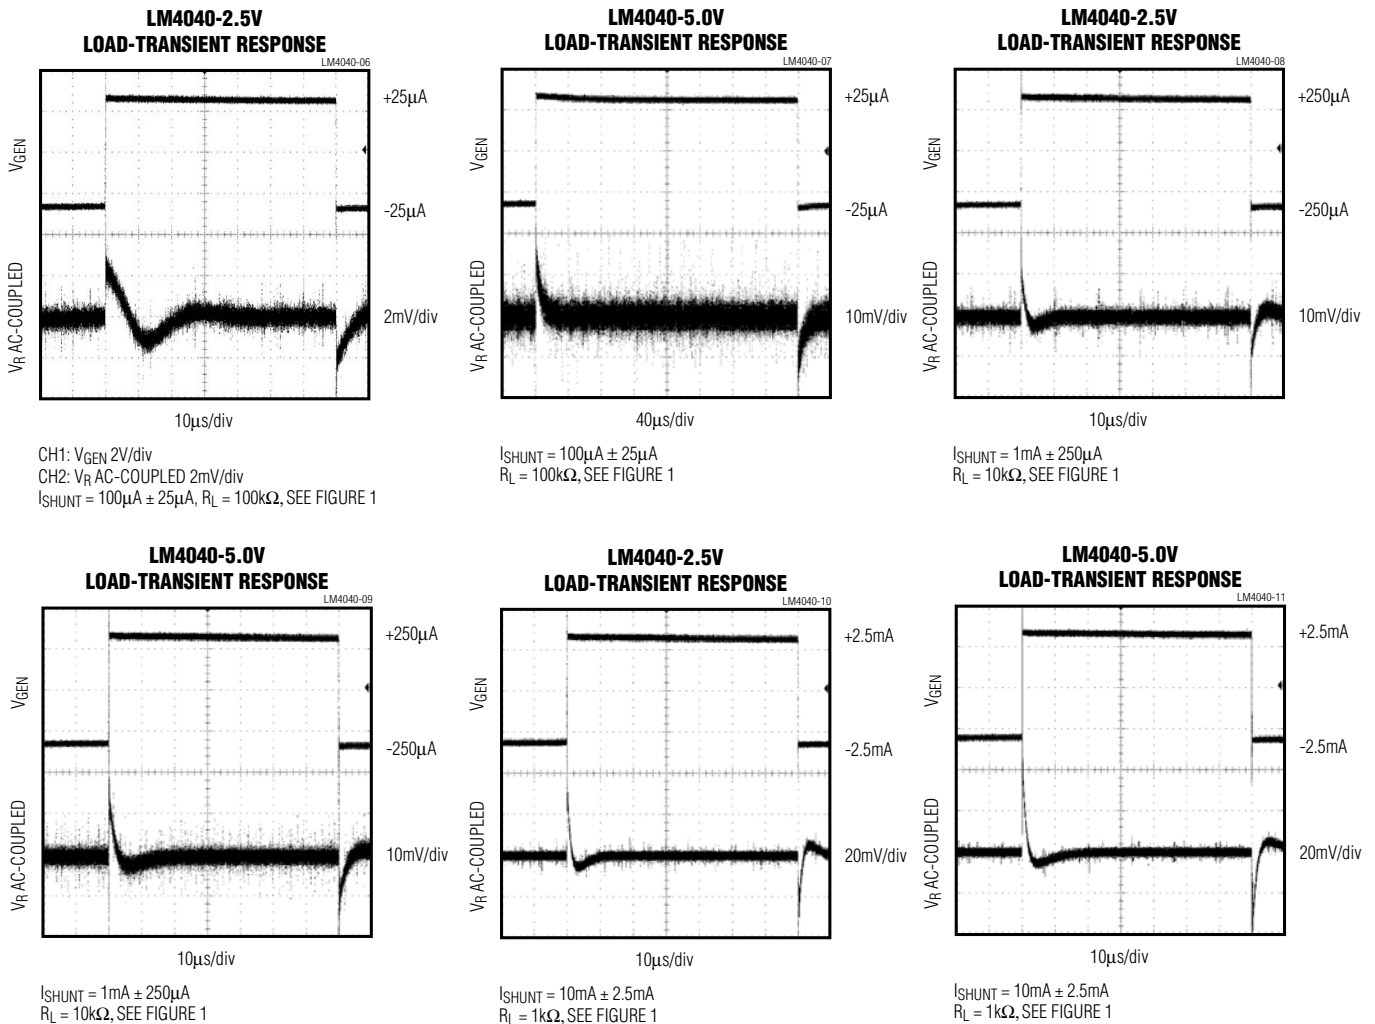 LM4040-2.5V
LOAD-TRANSIENT RESPONSE
LM4040-06
+25µA
VGEN
-25µA
VR AC-COUPLED
2mV/div
10µs/div
CH1: VGEN 2V/div
CH2: VR AC-COUPLED 2mV/div
ISHUNT = 100µA ± 25µA, RL = 100kΩ, SEE FIGURE 1
LM4040-5.0V
LOAD-TRANSIENT RESPONSE
LM4040-07
+25µA
VGEN
-25µA
VR AC-COUPLED
10mV/div
40µs/div
ISHUNT = 100µA ± 25µA
RL = 100kΩ, SEE FIGURE 1
LM4040-2.5V
LOAD-TRANSIENT RESPONSE
LM4040-08
+250µA
VGEN
-250µA
VR AC-COUPLED
10mV/div
10µs/div
ISHUNT = 1mA ± 250µA
RL = 10kΩ, SEE FIGURE 1
LM4040-5.0V
LOAD-TRANSIENT RESPONSE
LM4040-09
+250µA
VGEN
-250µA
VR AC-COUPLED
10mV/div
10µs/div
ISHUNT = 1mA ± 250µA
RL = 10kΩ, SEE FIGURE 1
LM4040-2.5V
LOAD-TRANSIENT RESPONSE
LM4040-10
+2.5mA
VGEN
-2.5mA
VR AC-COUPLED
20mV/div
10µs/div
ISHUNT = 10mA ± 2.5mA
RL = 1kΩ, SEE FIGURE 1
LM4040-5.0V
LOAD-TRANSIENT RESPONSE
LM4040-11
+2.5mA
VGEN
-2.5mA
VR AC-COUPLED
20mV/div
10µs/div
ISHUNT = 10mA ± 2.5mA
RL = 1kΩ, SEE FIGURE 1